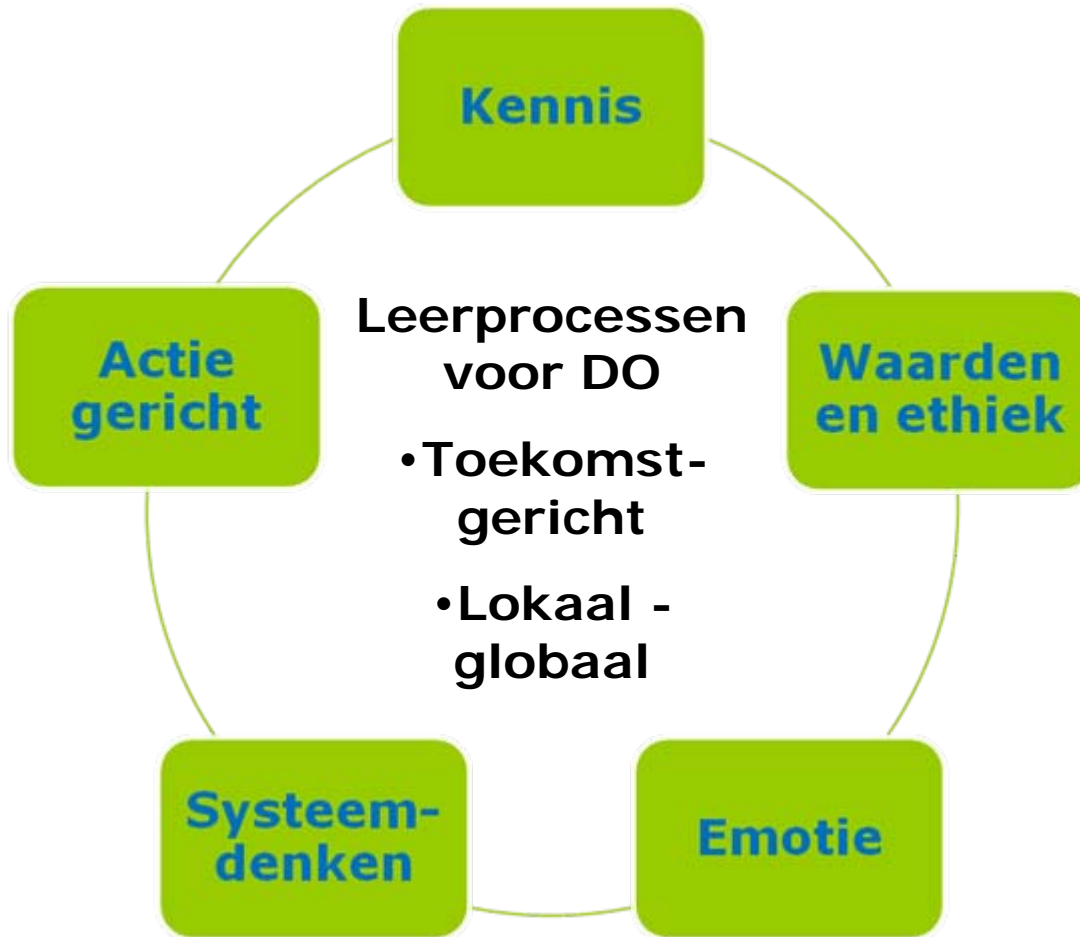 Kennis
Leerprocessen
voor DO
•Toekomst-
gericht
•Lokaal -
globaal
Waarden
en ethiek
Emotie
Systeem-
denken
Actie
gericht